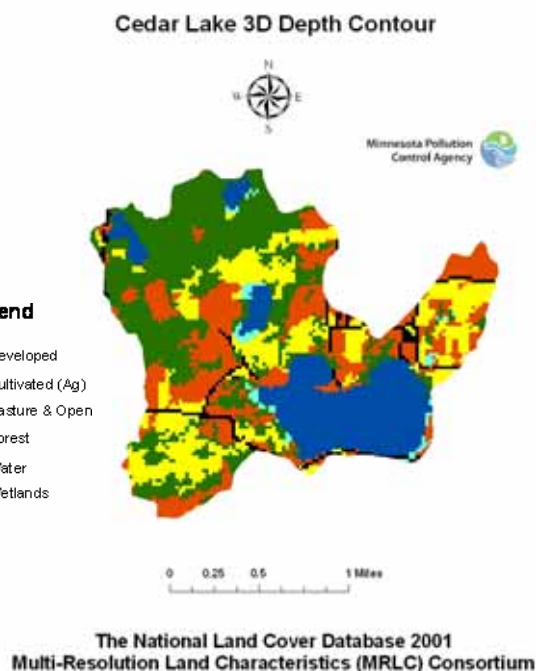 Cedar Lake 3D Depth Contour
N
W E
S
Minnesota Pollution
Control Agency
end
eveloped
ultivated (Ag)
asture & Open
orest
ater
etlands
0 0.25 0.5 1 Miles
The National Land Cover Database 2001
Multi-Resolution Land Characteristics (MRLC) Consortium